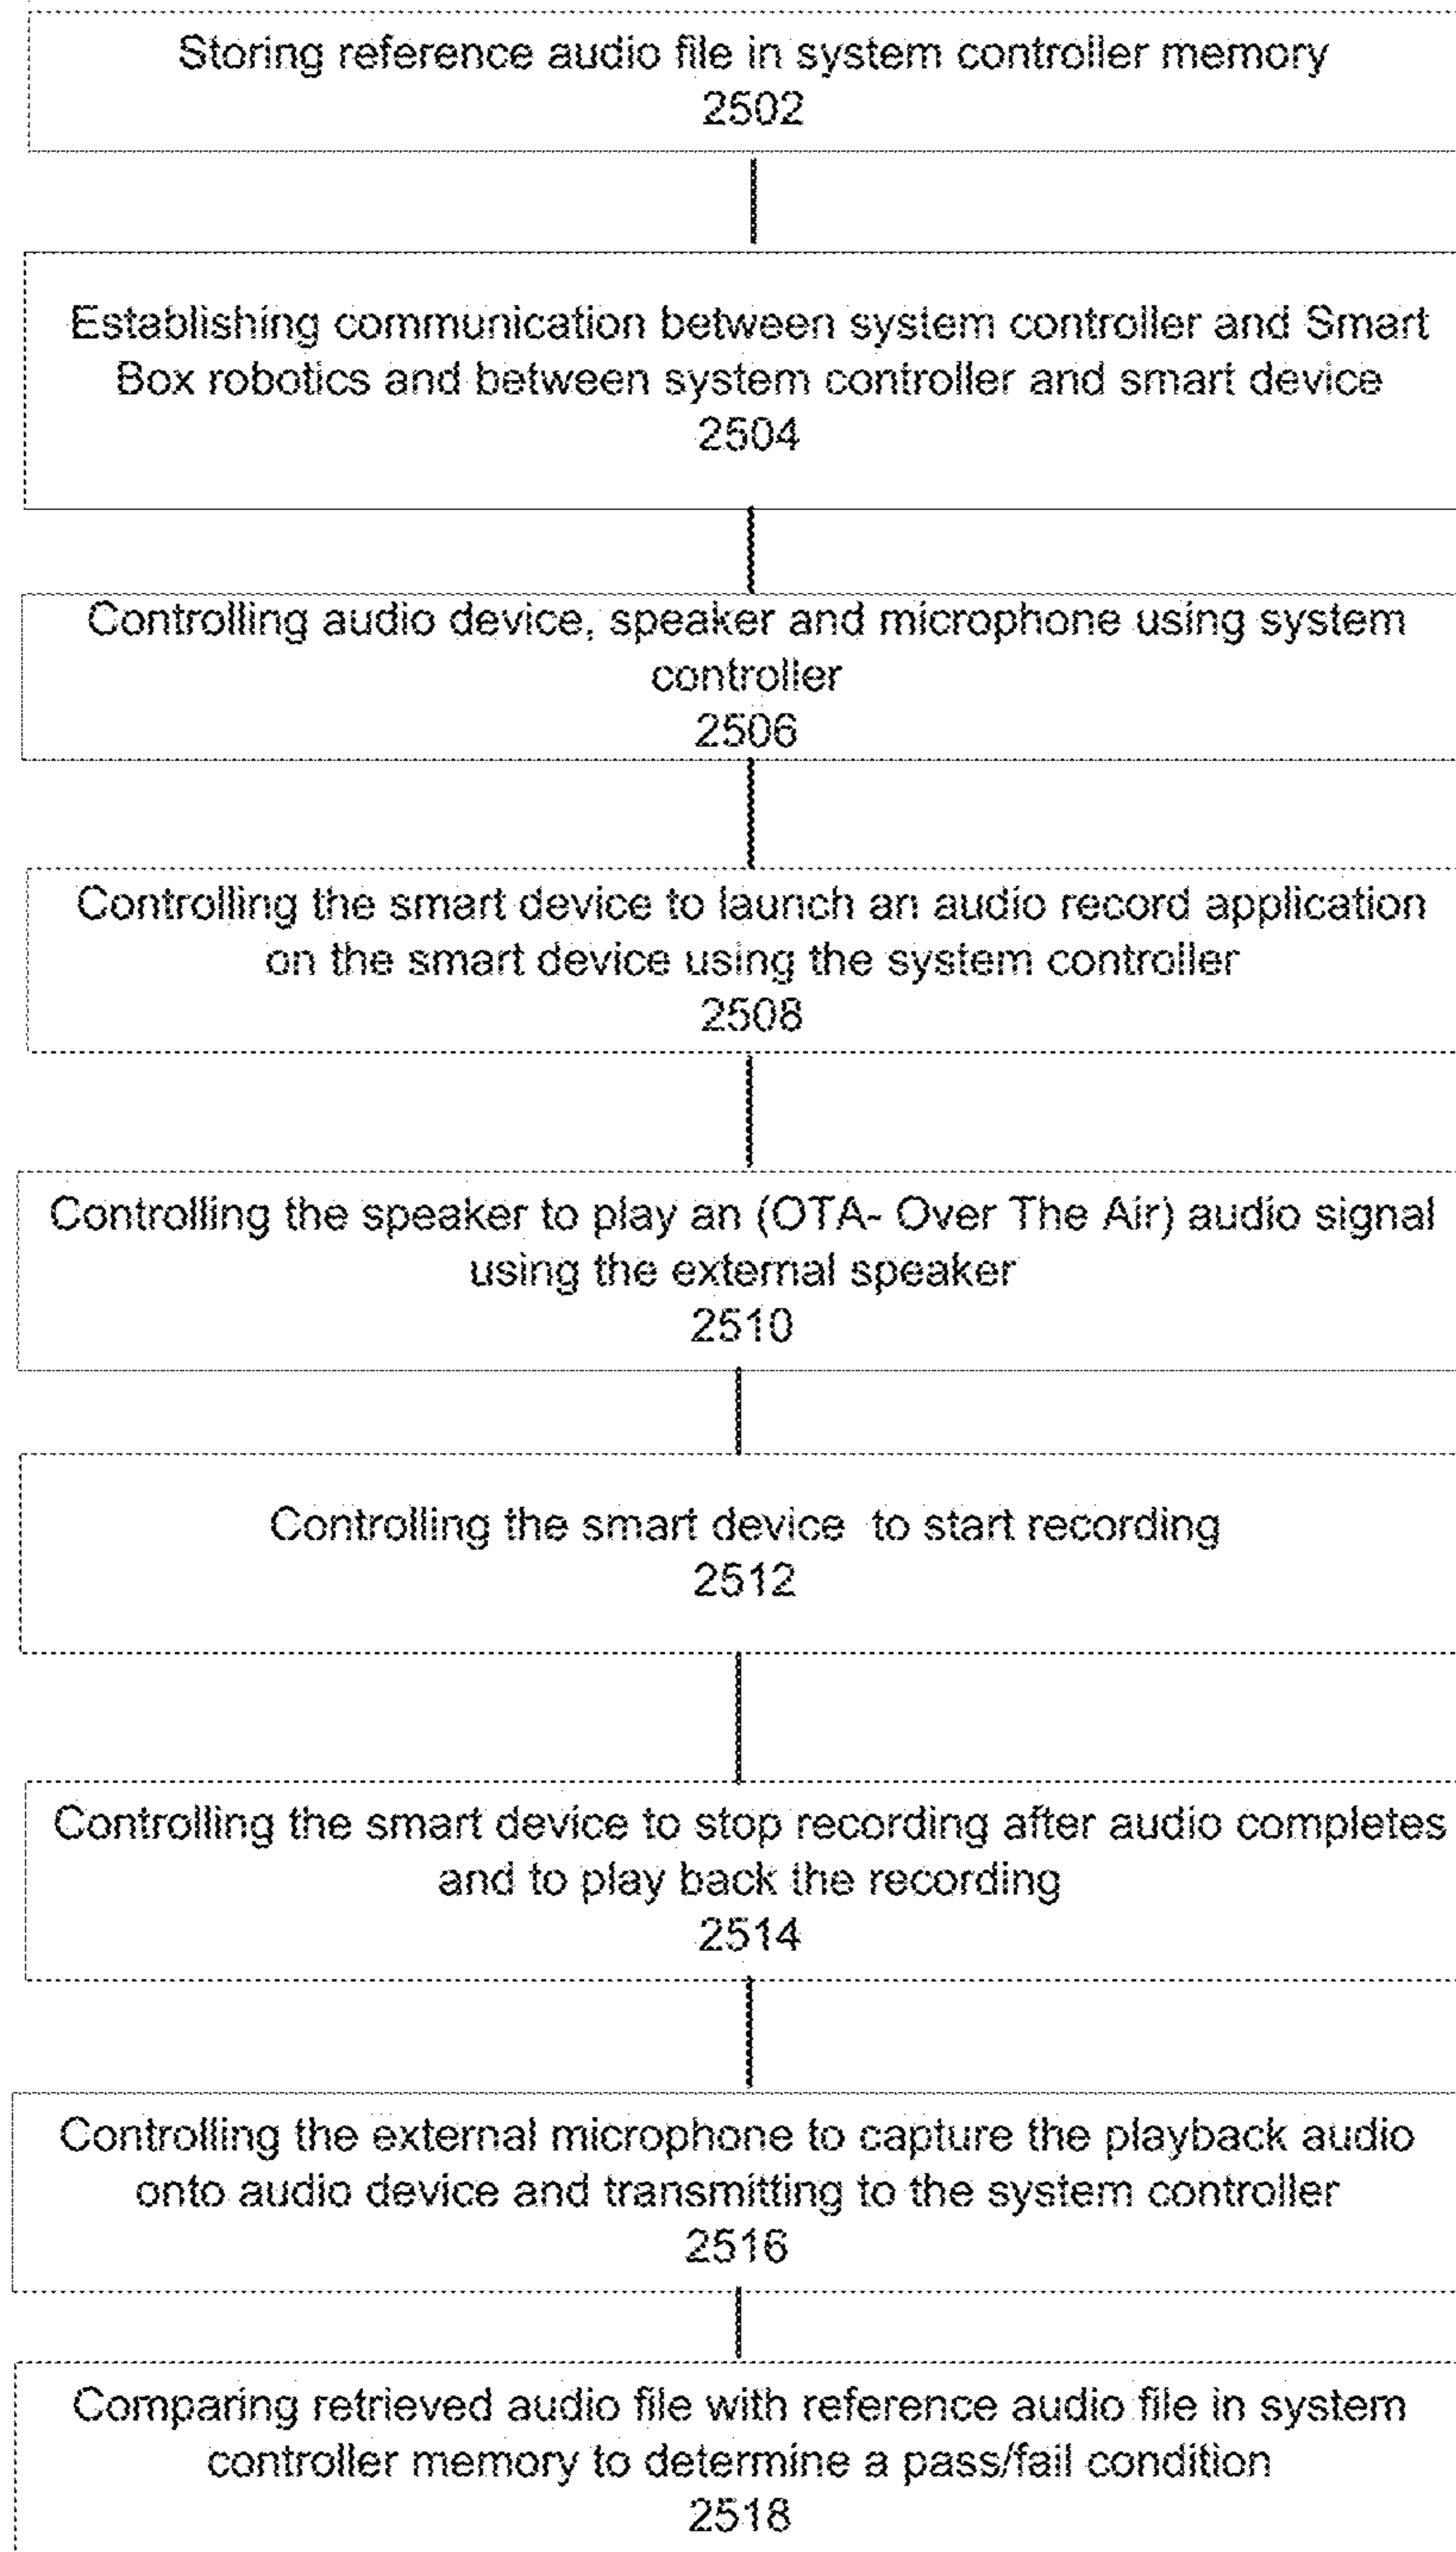 Storing reference audio file in system controller memory
2502
Establishing communication between system controller and Smart
Box robotics and between system controller and smart device
2504
Controlling audio device, speaker and microphone using system
controller
2506
Controlling the smart device to launch an audio record application
on the smart device using the system controller
2508
Controlling the speaker to play an (OTA- Over The Air) audio signal
using the external speaker
2510
Controlling the smart device to start recording
2512
Controlling the smart device to stop recording after audio completes
and to play back the recording
2514
Controlling the external microphone to capture the playback audio
onto audio device and transmitting to the system controller
2516
Comparing retrieved audio file with reference audio file in system
controller memory to determine a pass/fail condition
2518